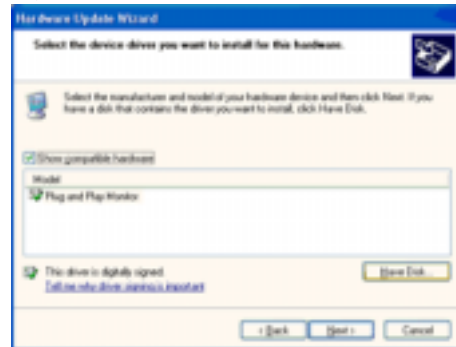 Hardware Update Wizard
Select the device driver you want to install for this hardware.
Select the manufacturer and model of your hardware device and then click Next. If you
have a disk that contains the driver you want to install, click Have Disk.
Show compatible hardware
Model
Plug and Play Monitor
This driver is digitally signed.
Have Disk...
Tell me why driver signing is important
< Back
Next >
Cancel